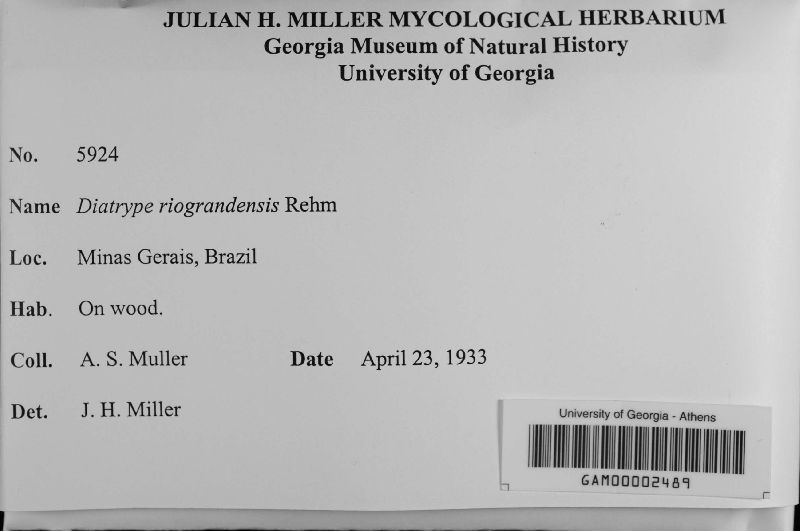 JULIAN H. MILLER MYCOLOGICAL HERBARIUM
Georgia Museum of Natural History
University of Georgia
No. 5924
Name Diatrype riograndensis Rehm
Loc. Minas Gerais, Brazil
Hab. On wood.
Coll. A. S. Muller Date April 23, 1933
Det. J. H. Miller
University of Georgia - Athens
GAM00002489